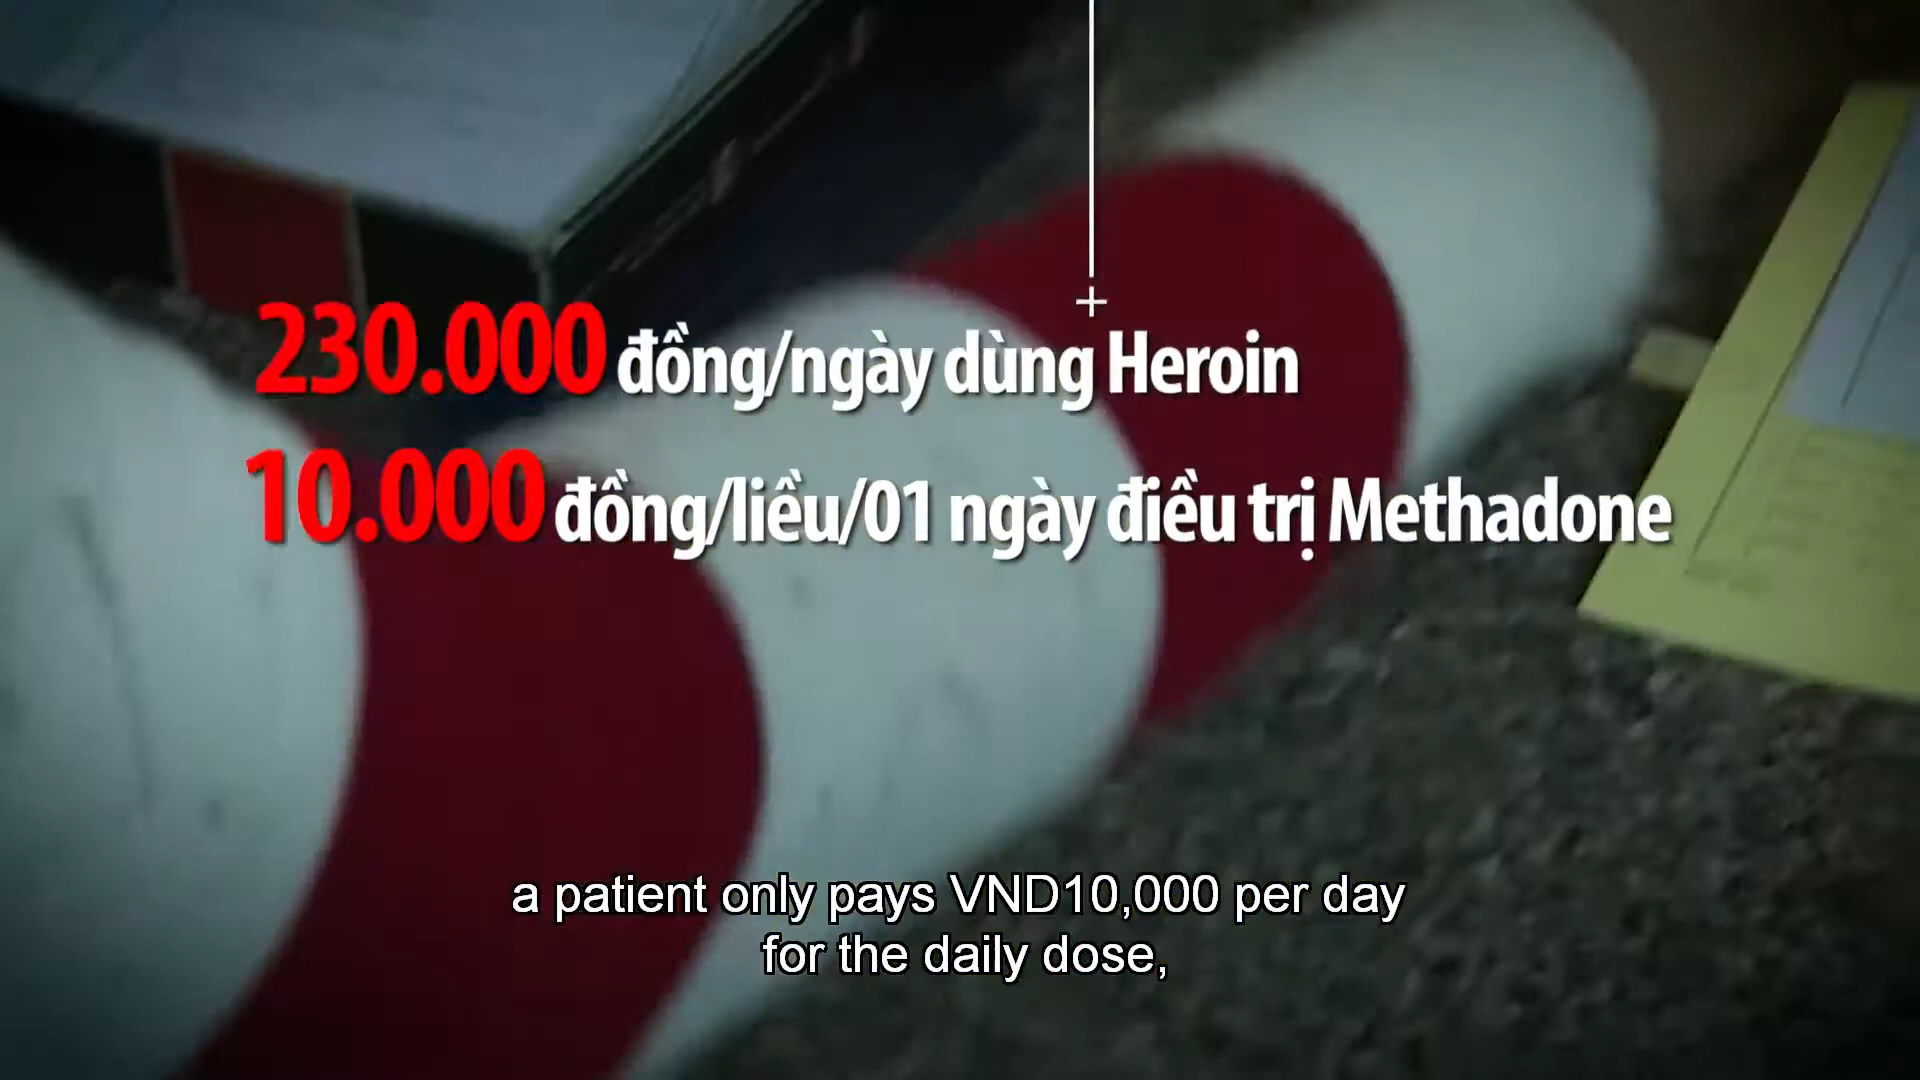 230.000 đồng/ngày dùng Heroin
10.000 đồng/liều/01 ngày điều trị Methadone
a patient only pays VND10,000 per day
for the daily dose,